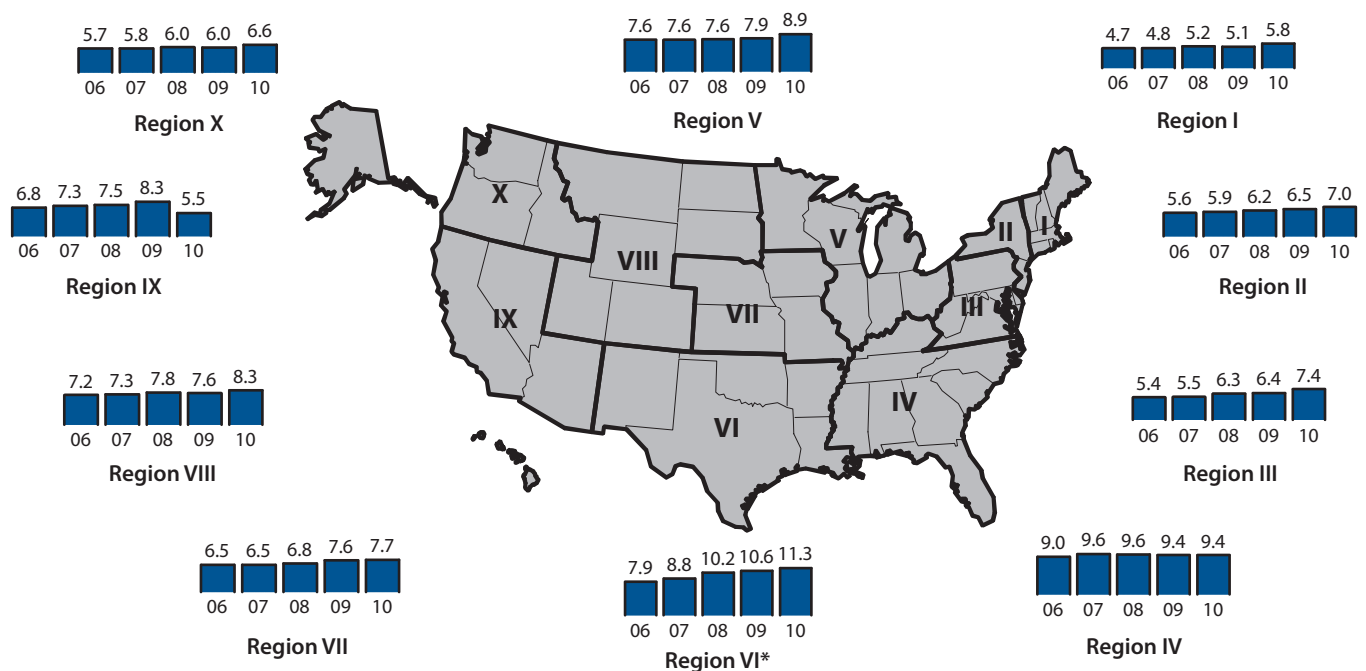 5.7 5.8 6.0 6.0 6.6
06 07 08 09 10
Region X
7.6 7.6 7.6 7.9 8.9
06 07 08 09 10
Region V
4.7 4.8 5.2 5.1 5.8
06 07 08 09 10
Region I
6.8 7.3 7.5 8.3 5.5
06 07 08 09 10
Region IX
5.6 5.9 6.2 6.5 7.0
06 07 08 09 10
Region II
X
V
II
I
VIII
IX
VII
III
IV
VI
7.2 7.3 7.8 7.6 8.3
06 07 08 09 10
Region VIII
5.4 5.5 6.3 6.4 7.4
06 07 08 09 10
Region III
6.5 6.5 6.8 7.6 7.7
06 07 08 09 10
Region VII
7.9 8.8 10.2 10.6 11.3
06 07 08 09 10
Region VI*
9.0 9.6 9.6 9.4 9.4
06 07 08 09 10
Region IV